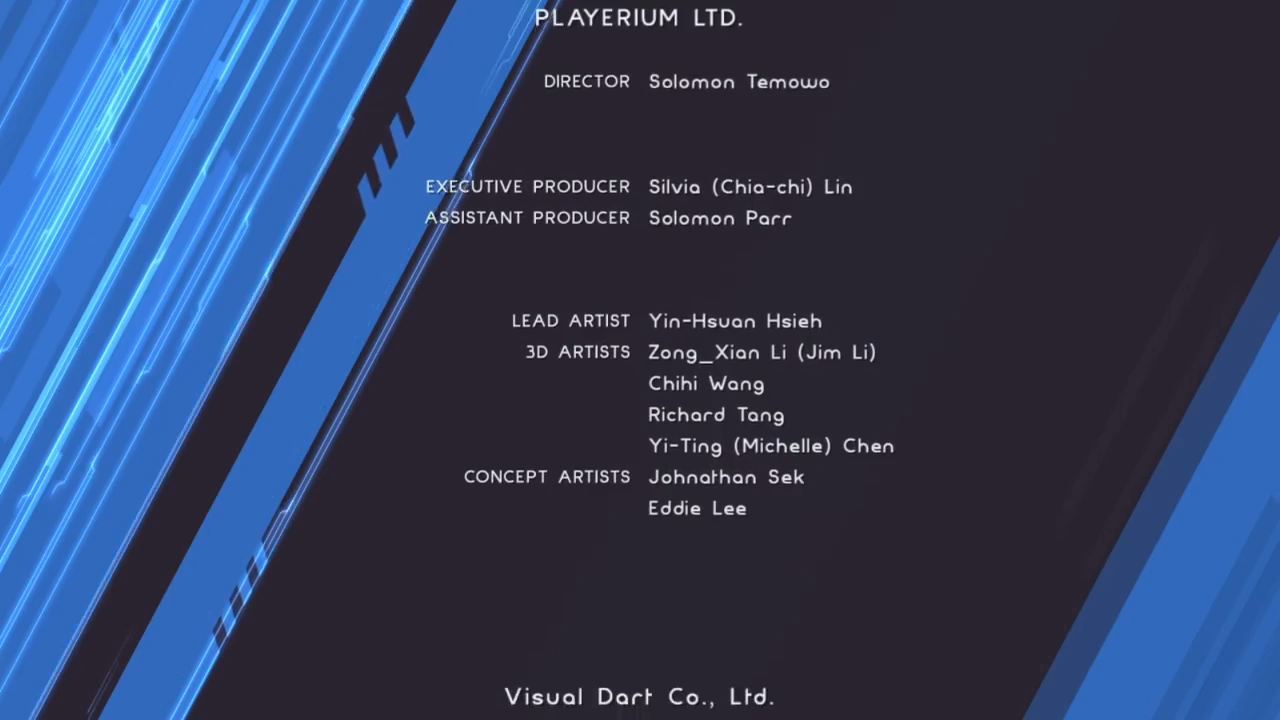 PLAYERIUM LTD.
DIRECTOR Solomon Temowo
EXECUTIVE PRODUCER Silvia (Chia-chi) Lin
ASSISTANT PRODUCER Solomon Parr
LEAD ARTIST Yin-Hsuan Hsieh
3D ARTISTS Zong_Xian Li (Jim Li)
Chihi Wang
Richard Tang
Yi-Ting (Michelle) Chen
CONCEPT ARTISTS Johnathan Sek
Eddie Lee
Visual Dart Co., Ltd.